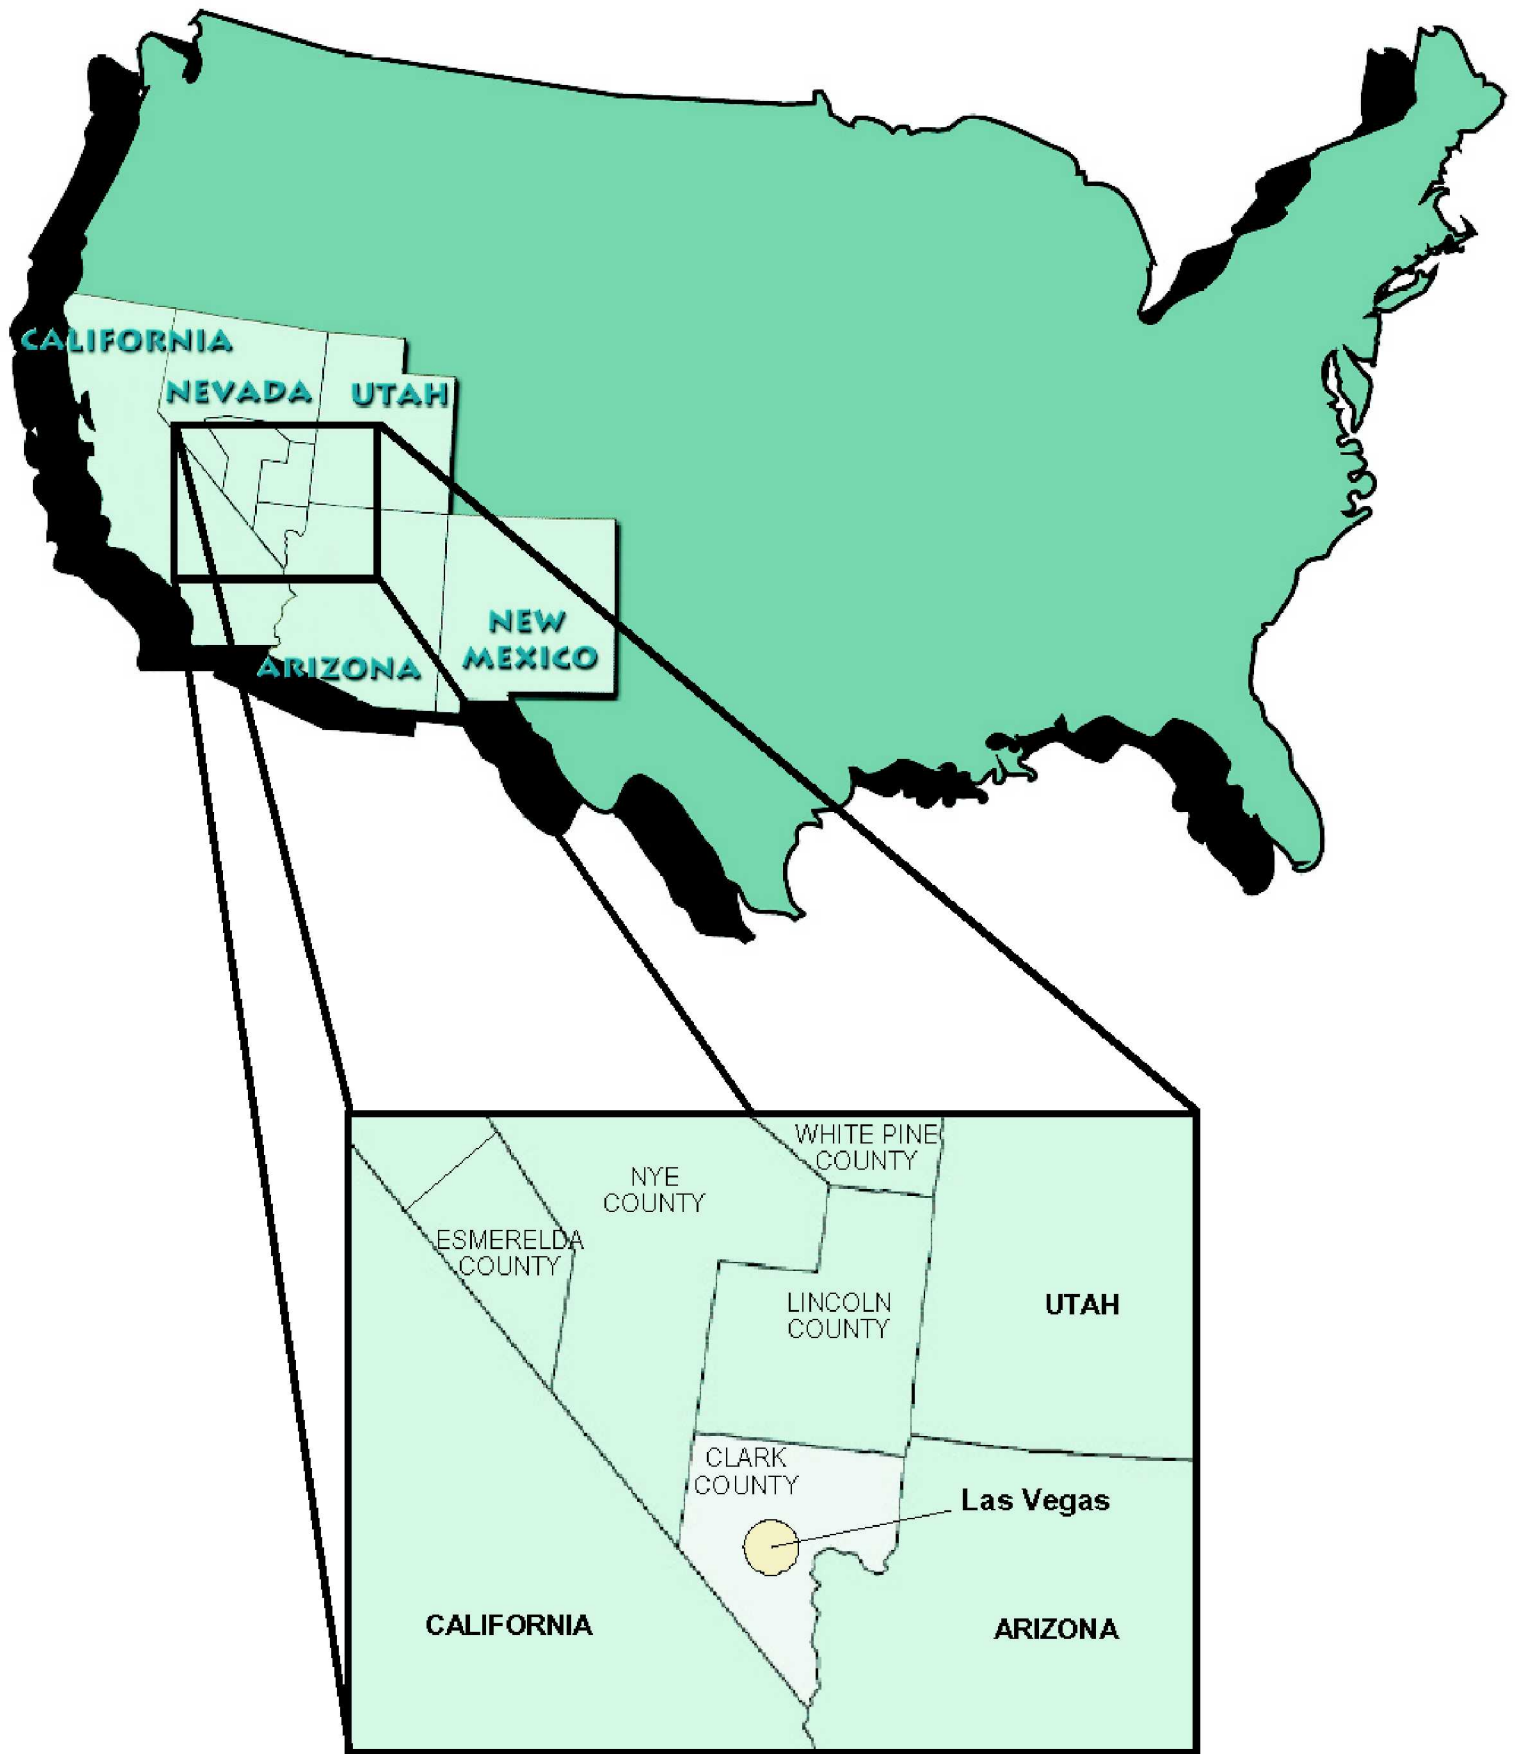 CALIFORNIA
NEVADA
UTAH
NEW
MEXICO
ARIZONA
WHITE PINE
COUNTY
NYE
COUNTY
ESMERELDA
COUNTY
LINCOLN
COUNTY
UTAH
CLARK
COUNTY
Las Vegas
CALIFORNIA
ARIZONA